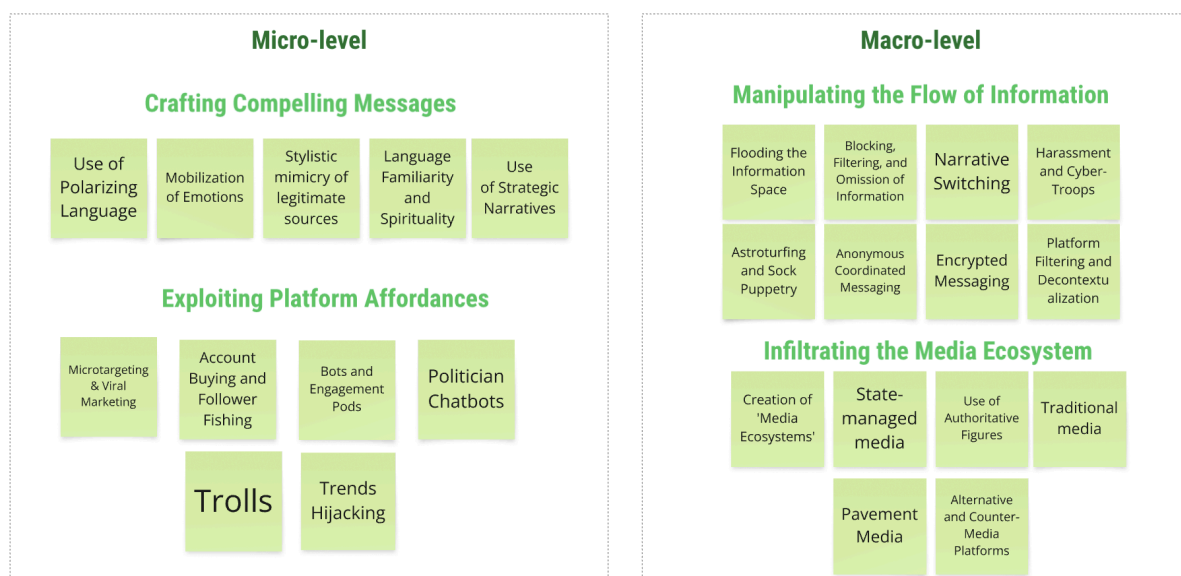 Micro-level
Crafting Compelling Messages
Use of
Polarizing
Language
Mobilization
of Emotions
Stylistic
mimicry of
legitimate
sources
Language
Familiarity
and
Spirituality
Use
of Strategic
Narratives
Exploiting Platform Affordances
Microtargeting
& Viral
Marketing
Account
Buying and
Follower
Fishing
Bots and
Engagement
Pods
Politician
Chatbots
Trolls
Trends
Hijacking
Macro-level
Manipulating the Flow of Information
Flooding the
Information
Space
Blocking,
Filtering, and
Omission of
Information
Narrative
Switching
Harassment
and Cyber-
Troops
Astroturfing
and Sock
Puppetry
Anonymous
Coordinated
Messaging
Encrypted
Messaging
Platform
Filtering and
Decontextu
alization
Infiltrating the Media Ecosystem
Creation of
'Media
Ecosystems'
State-
managed
media
Use of
Authoritative
Figures
Traditional
media
Pavement
Media
Alternative
and Counter-
Media
Platforms